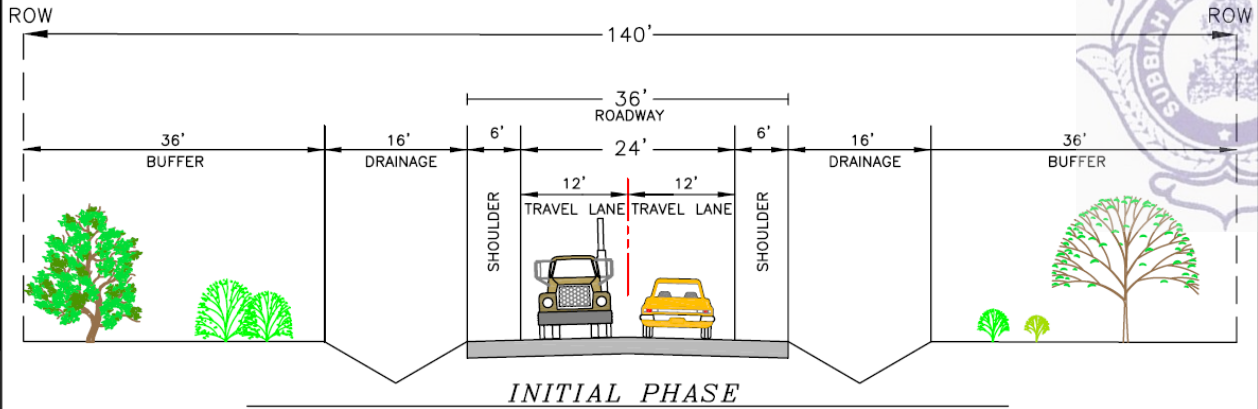 ROW
ROW
140'
36'
ROADWAY
36'
BUFFER
16'
DRAINAGE
6'
24'
6'
16'
DRAINAGE
36'
BUFFER
12'
12'
TRAVEL LANE
TRAVEL LANE
SHOULDER
SHOULDER
SUBBIAH
INITIAL PHASE